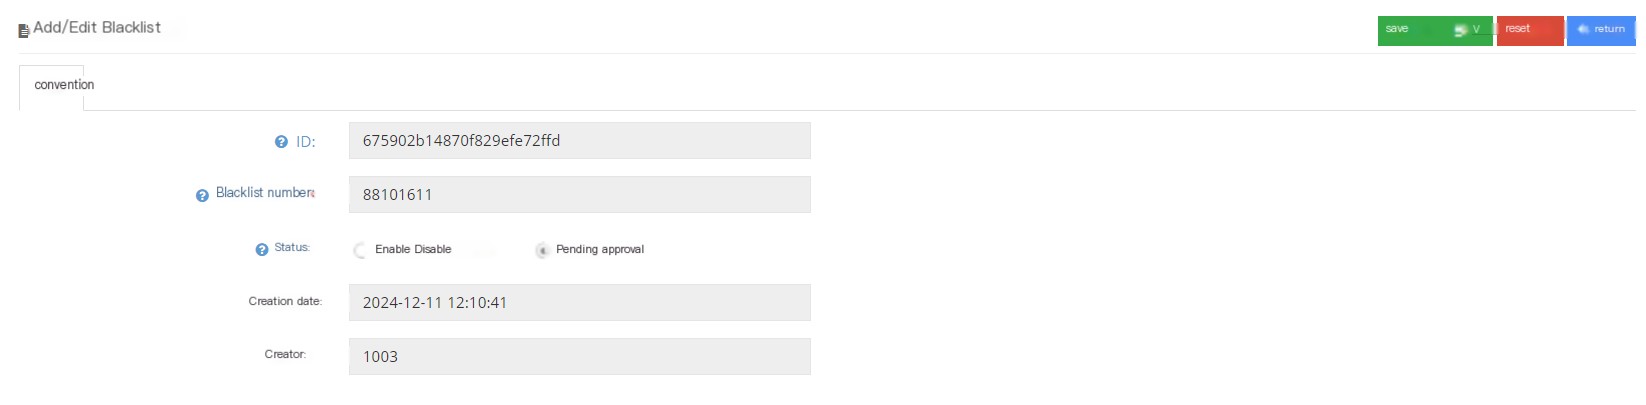 Add/Edit Blacklist
save V reset return
convention
ID: 675902b14870f829efe72ffd
Blacklist number: 88101611
Status: Enable Disable Pending approval
Creation date: 2024-12-11 12:10:41
Creator: 1003